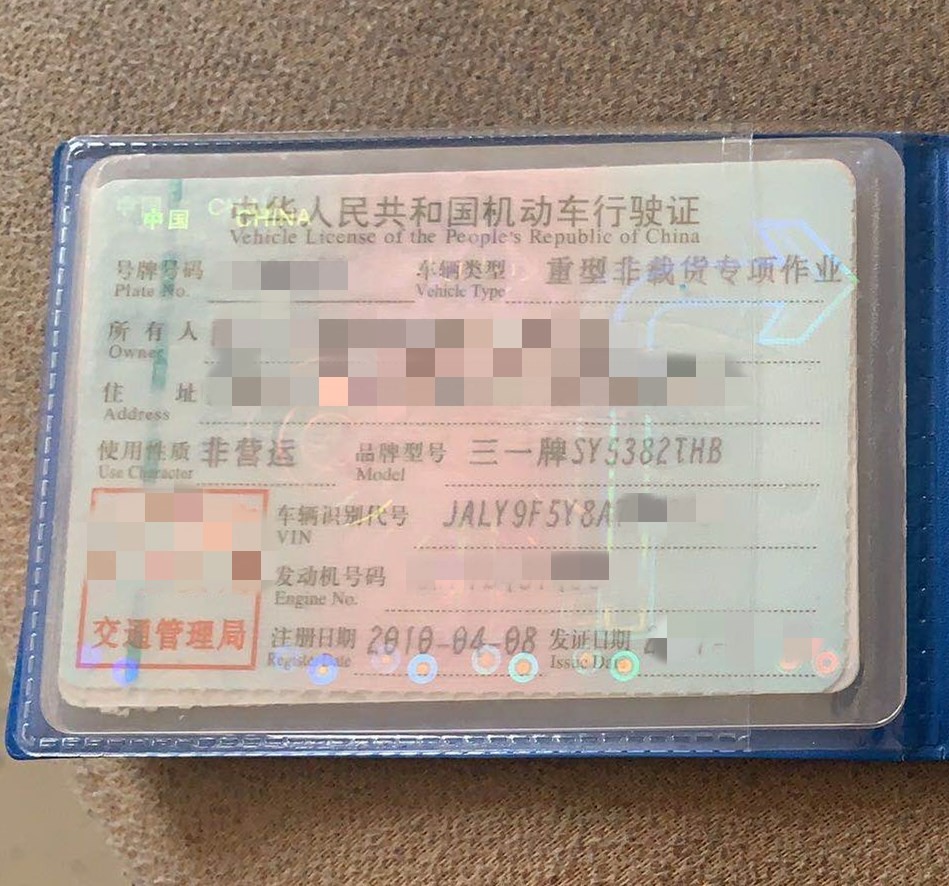 中国 CHINA
中华人民共和国机动车行驶证
Vehicle License of the People's Republic of China
号牌号码 车辆类型 重型非载货专项作业
Plate No. Vehicle Type
所有人
Owner
住址
Address
使用性质 非营运 品牌型号 三一牌SY5382THB
Use Character Model
车辆识别代号 JALY9F5Y8A
VIN
发动机号码
Engine No.
交通管理局 注册日期 2010-04-08 发证日期
Register Date Issue Date